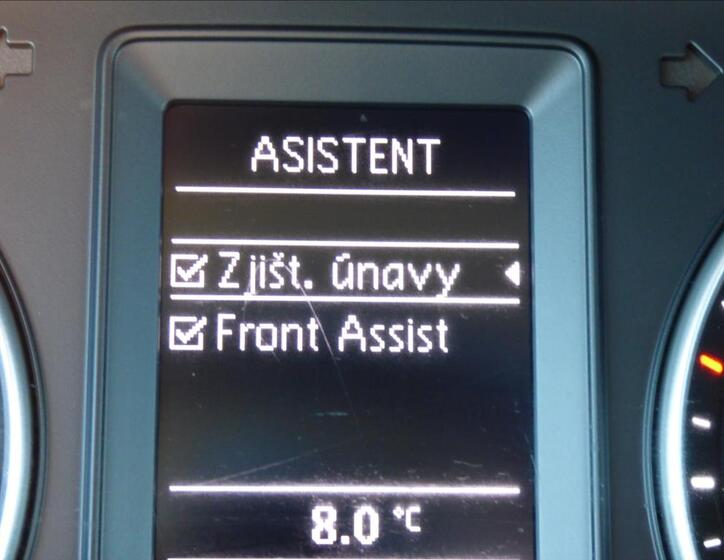 ASISTENT
Zjišt. únavy
Front Assist
8.0 °C